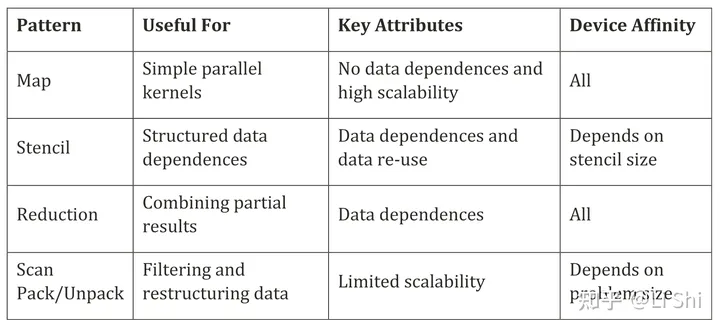 Pattern Useful For Key Attributes Device Affinity
Map Simple parallel kernels No data dependences and high scalability All
Stencil Structured data dependences Data dependences and data re-use Depends on stencil size
Reduction Combining partial results Data dependences All
Scan Pack/Unpack Filtering and restructuring data Limited scalability Depends on problem size
知乎 @LrShi